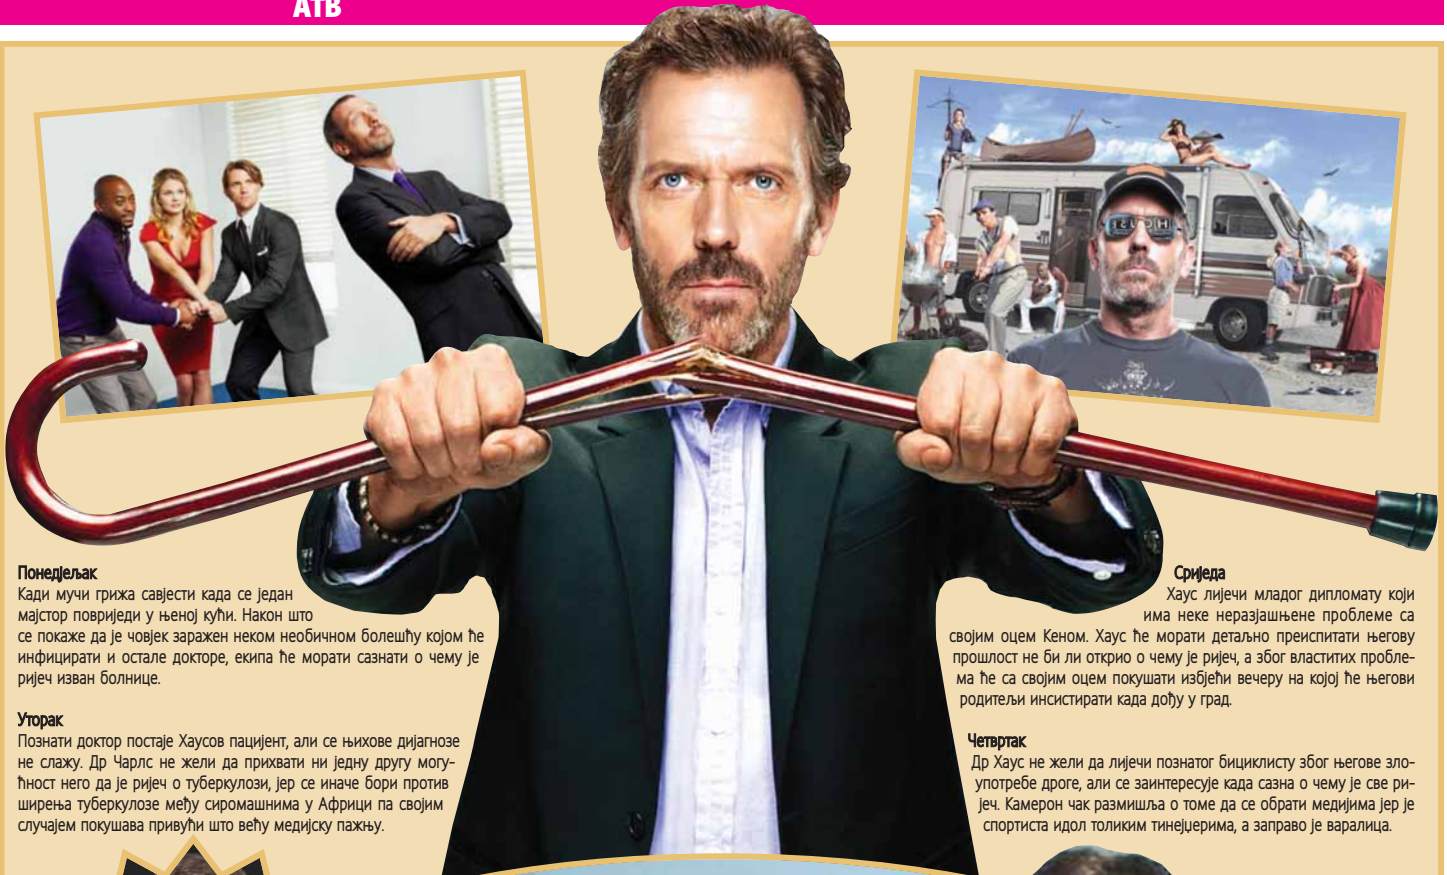 АТВ
Понедјељак
Кади мучи грижа савјести када се један
мајстор повриједи у њеној кући. Након што
се покаже да је човјек заражен неком необичном болешћу којом ће
инфицирати и остале докторе, екипа ће морати сазнати о чему је
ријеч изван болнице.
Уторак
Познати доктор постаје Хаусов пацијент, али се њихове дијагнозе
не слажу. Др Чарлс не жели да прихвати ни једну другу могу-
ћност него да је ријеч о туберкулози, јер се иначе бори против
ширења туберкулозе међу сиромашнима у Африци па својим
случајем покушава привући што већу медијску пажњу.
Сриједа
Хаус лијечи младог дипломату који
има неке неразјашњене проблеме са
својим оцем Кеном. Хаус ће морати детаљно преиспитати његову
прошлост не би ли открио о чему је ријеч, а због властитих пробле-
ма ће са својим оцем покушати избјећи вечеру на којој ће његови
родитељи инсистирати када дођу у град.
Четвртак
Др Хаус не жели да лијечи познатог бициклисту због његове зло-
употребе дроге, али се заинтересује када сазна о чему је све ри-
јеч. Камерон чак размишља о томе да се обрати медијима јер је
спортиста идол толиким тинејџерима, а заправо је варалица.